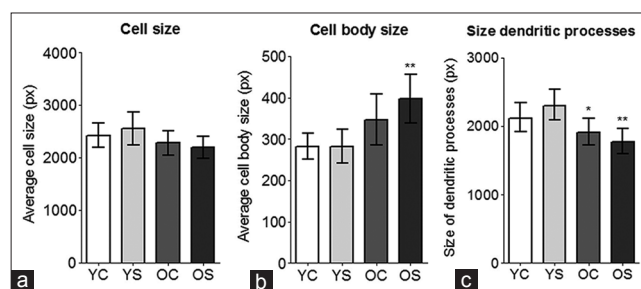 Cell size
Average cell size (px)
4000
3000
2000
1000
0
YC YS OC OS
a
Cell body size
Average cell body size (px)
500
400
300
200
100
0
**
YC YS OC OS
b
Size dendritic processes
Size of dendritic processes (px)
3000
2000
1000
0
*
**
YC YS OC OS
c